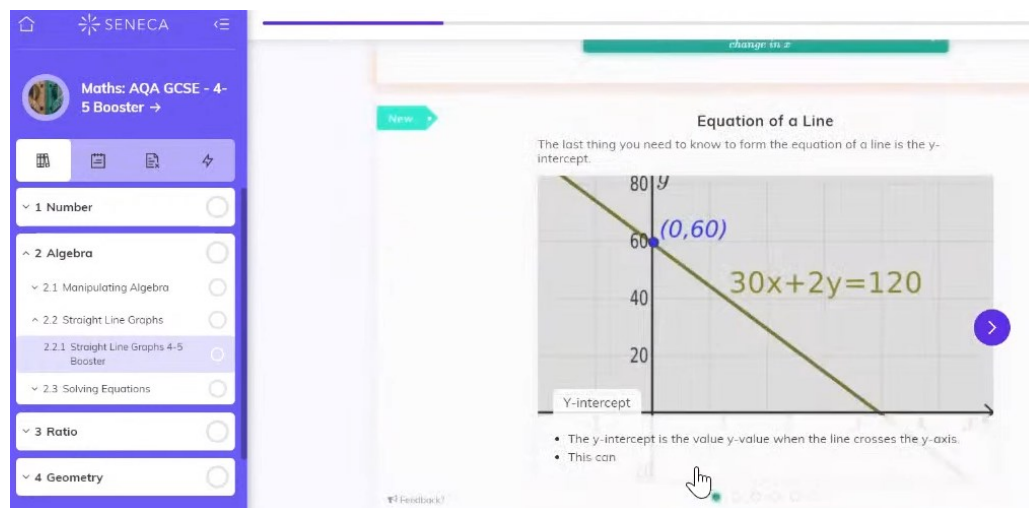 SENECA
Maths: AQA GCSE - 4-
5 Booster →
1 Number
2 Algebra
2.1 Manipulating Algebra
2.2 Straight Line Graphs
2.2.1 Straight Line Graphs 4-5
Booster
2.3 Solving Equations
3 Ratio
4 Geometry
change in x
New
Equation of a Line
The last thing you need to know to form the equation of a line is the y-
intercept.
80 y
(0,60)
60
30x+2y=120
40
20
Y-intercept
• The y-intercept is the value y-value when the line crosses the y-axis.
• This can
Feedback?